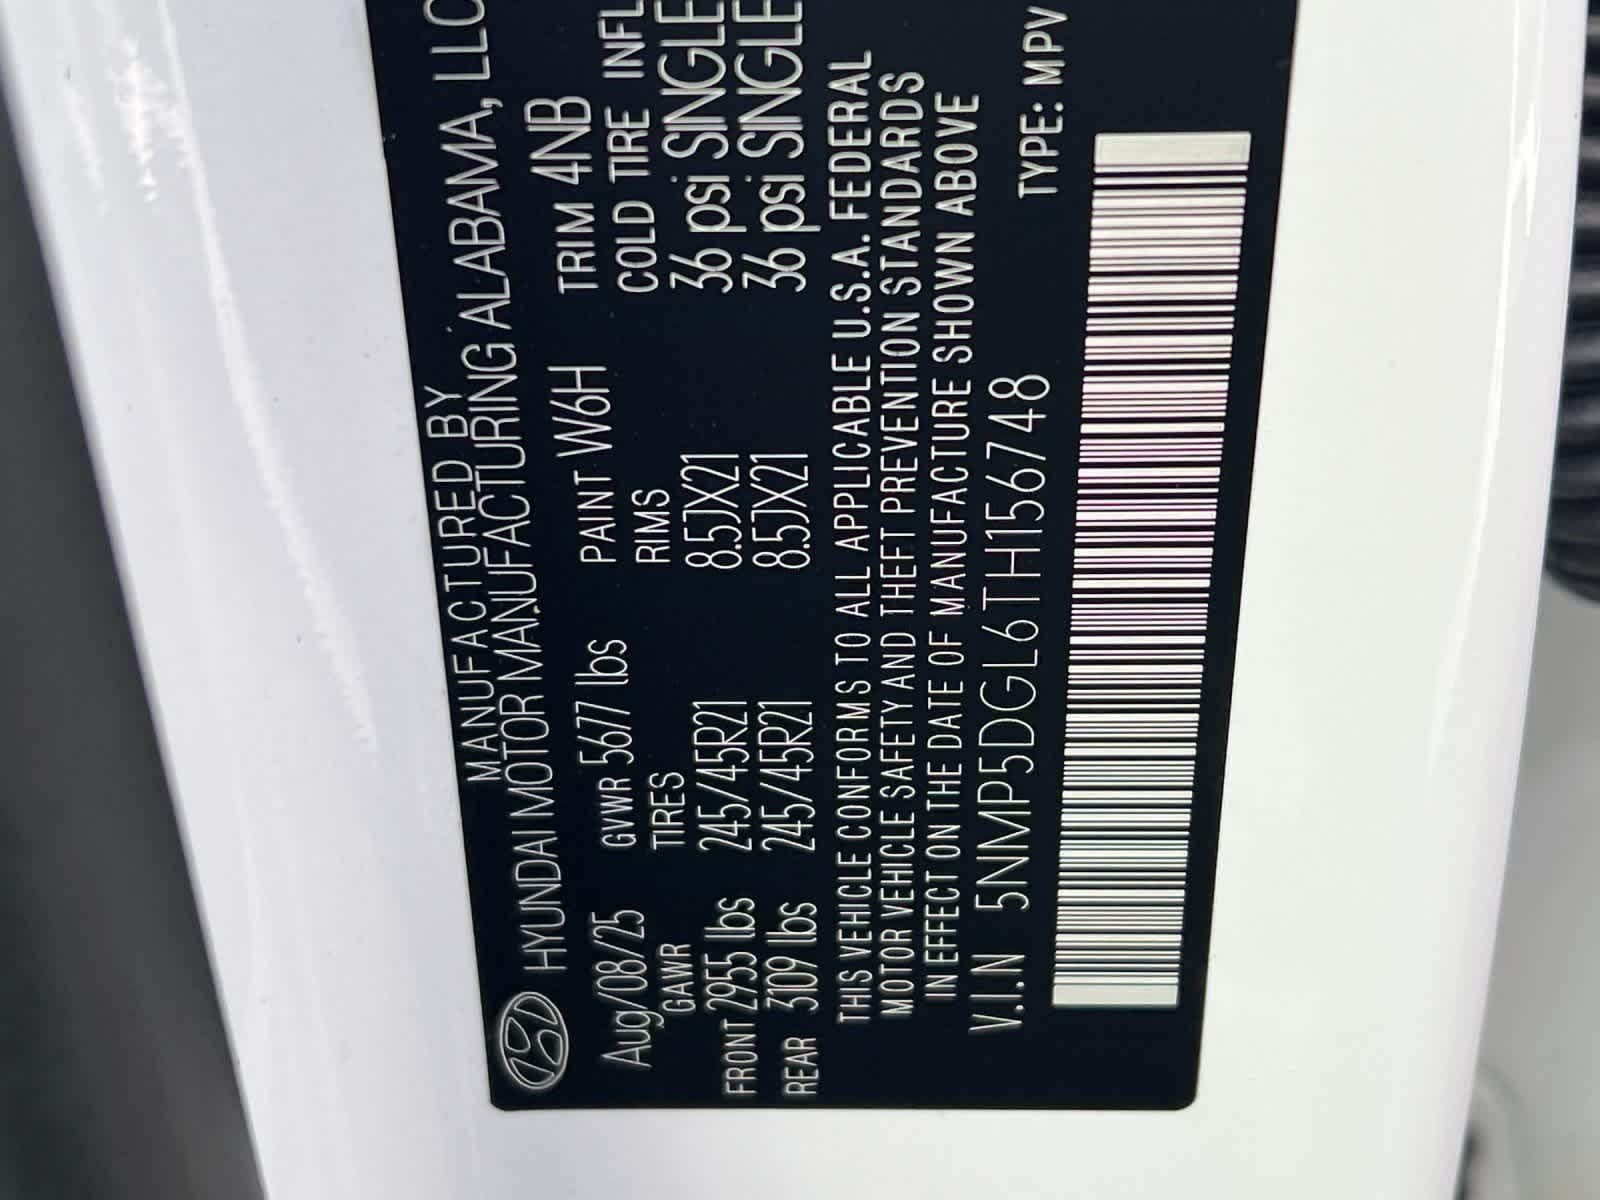 MANUFACTURED BY
HYUNDAI MOTOR MANUFACTURING ALABAMA, LLC
Aug/08/25 GVWR 5677 lbs PAINT W6H TRIM 4NB
GAWR TIRES RIMS COLD TIRE INFL
FRONT 2955 lbs 245/45R21 8.5JX21 36 psi SINGLE
REAR 3109 lbs 245/45R21 8.5JX21 36 psi SINGLE
THIS VEHICLE CONFORMS TO ALL APPLICABLE U.S.A. FEDERAL
MOTOR VEHICLE SAFETY AND THEFT PREVENTION STANDARDS
IN EFFECT ON THE DATE OF MANUFACTURE SHOWN ABOVE
V.I.N 5NMP5DGL6TH156748 TYPE: MPV